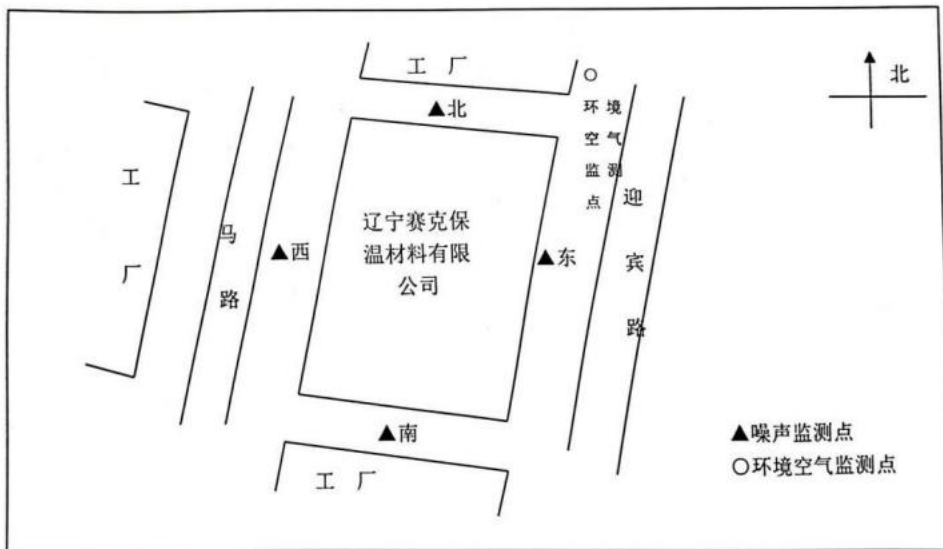 工 厂
北
▲北
环 境
空 气
监 测
点
工
厂
马
路
▲西
辽宁赛克保
温材料有限
公司
▲东
迎
宾
路
▲南
工 厂
▲噪声监测点
○环境空气监测点